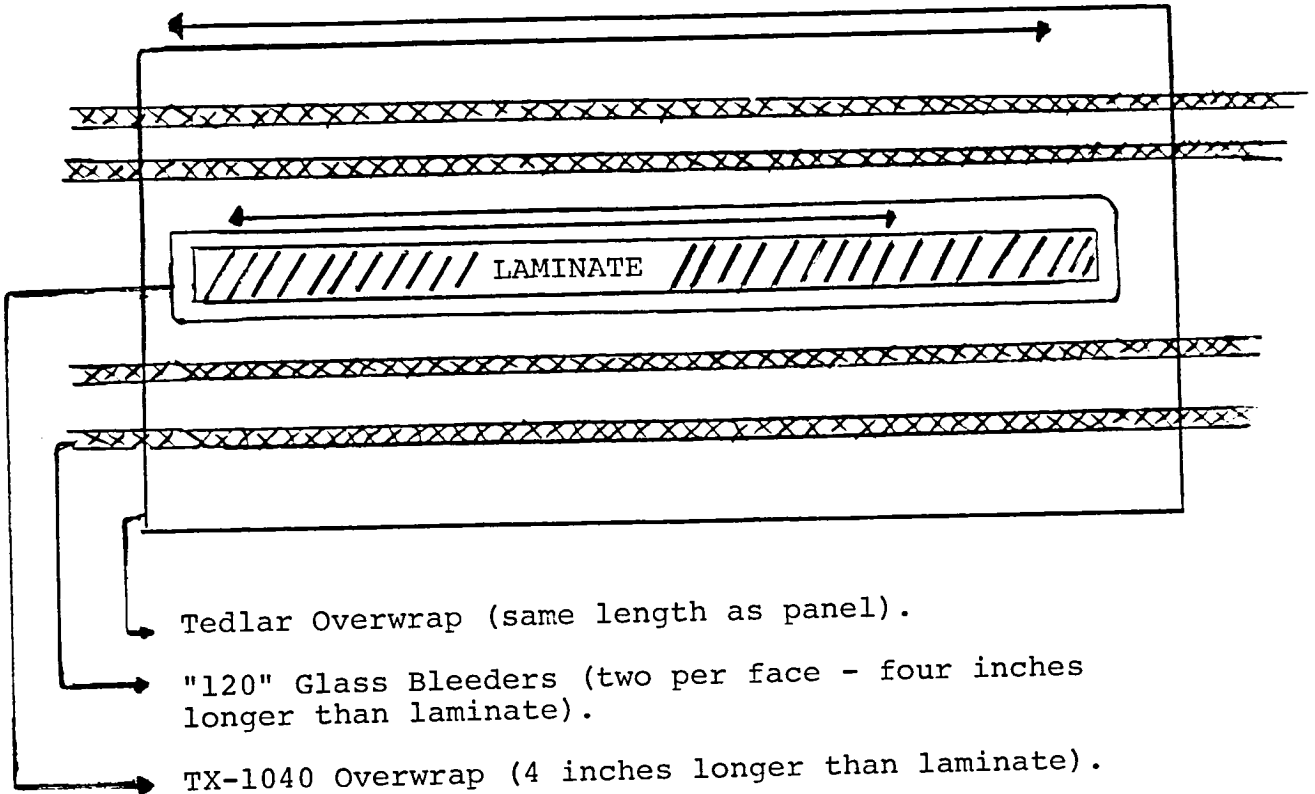 LAMINATE
Tedlar Overwrap (same length as panel).
"120" Glass Bleeders (two per face - four inches
longer than laminate).
TX-1040 Overwrap (4 inches longer than laminate).